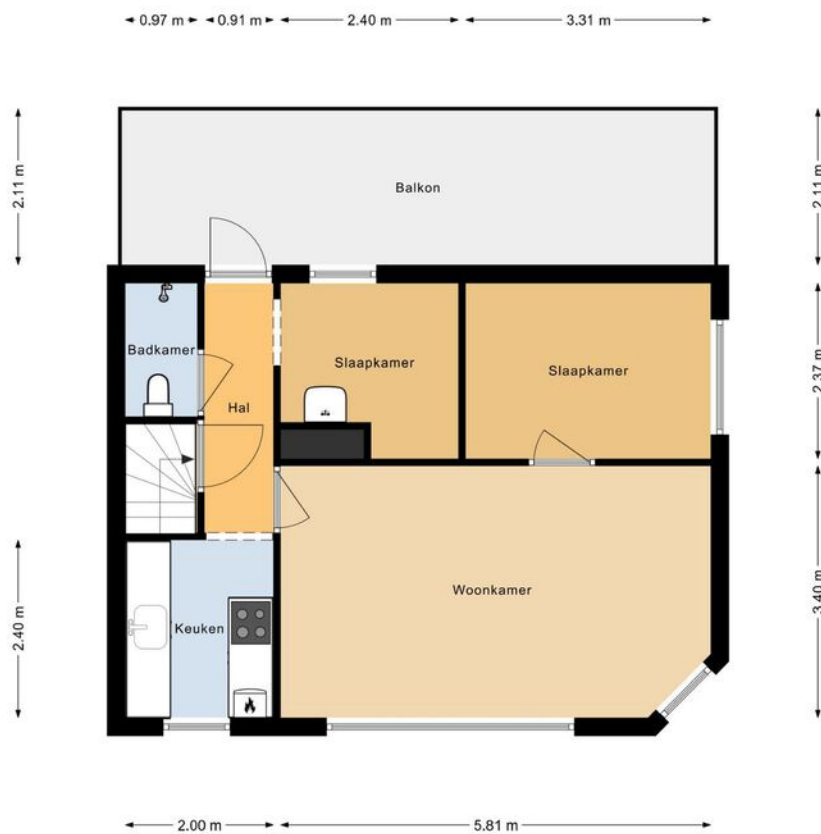 0.97 m
0.91 m
2.40 m
3.31 m
2.11 m
2.11 m
Balkon
Badkamer
Slaapkamer
Slaapkamer
2.37 m
Hal
Woonkamer
Keuken
2.40 m
3.40 m
2.00 m
5.81 m